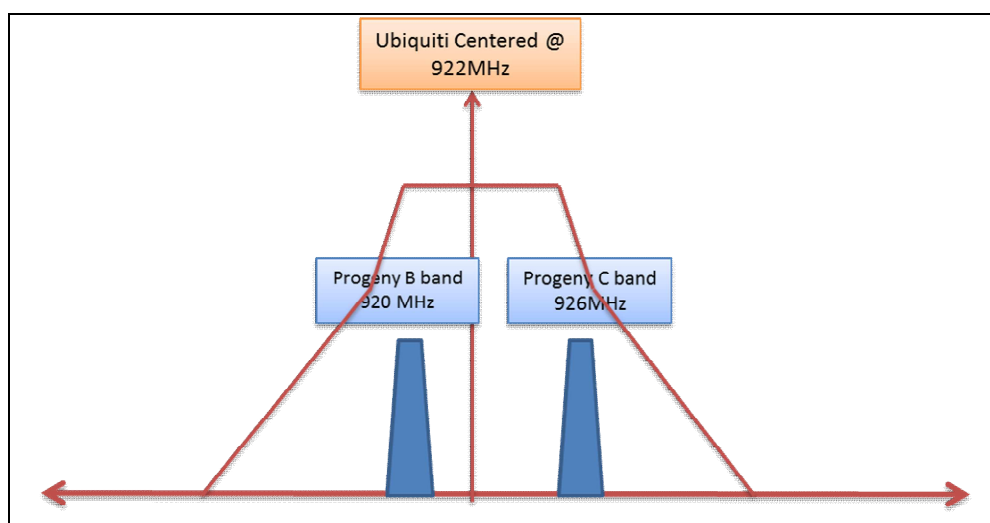 Ubiquiti Centered @
922MHz
Progeny B band
920 MHz
Progeny C band
926MHz